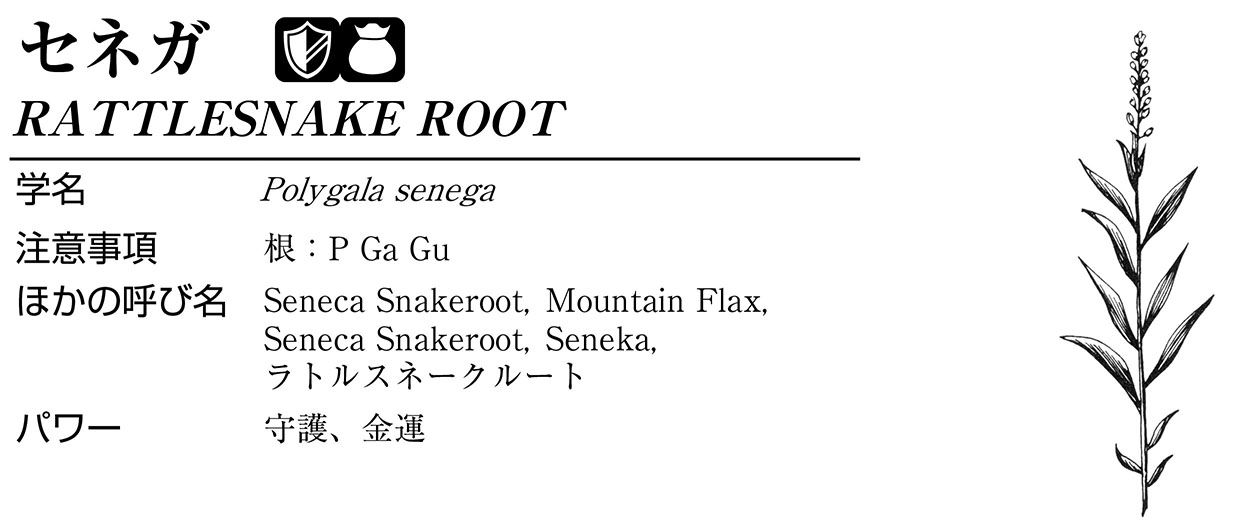 セネガ
RATTLESNAKE ROOT
学名 Polygala senega
注意事項 根：P Ga Gu
ほかの呼び名 Seneca Snakeroot, Mountain Flax,
Seneca Snakeroot, Seneka,
ラトルスネークルート
パワー 守護、金運